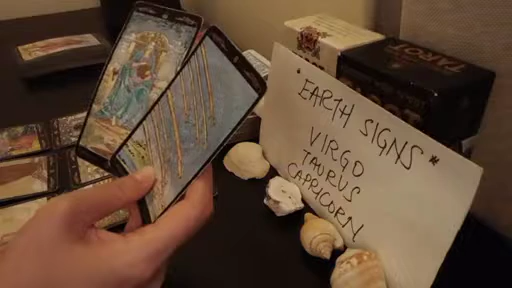 TAROT
* EARTH SIGNS *
VIRGO
TAURUS
CAPRICORN